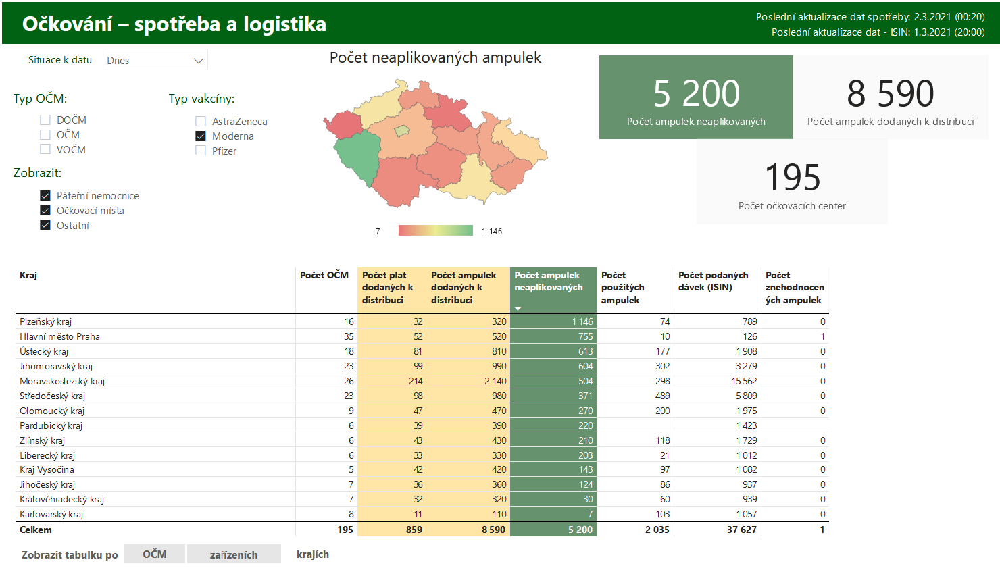 Očkování – spotřeba a logistika
Poslední aktualizace dat spotřeby: 2.3.2021 (00:20)
Poslední aktualizace dat - ISIN: 1.3.2021 (20:00)
Situace k datu
Dnes
Typ OČM:
DOČM
OČM
VOČM
Typ vakcíny:
AstraZeneca
Moderna
Pfizer
Zobrazit:
Páteřní nemocnice
Očkovací místa
Ostatní
Počet neaplikovaných ampulek
7
1 146
5 200
Počet ampulek neaplikovaných
8 590
Počet ampulek dodaných k distribuci
195
Počet očkovacích center
Kraj Počet OČM Počet plat Počet ampulek Počet ampulek Počet Počet podaných Počet
dodaných k dodaných k neaplikovaných použitých dávek (ISIN) znehodnocen
distribuci distribuci ampulek ých ampulek
Plzeňský kraj 16 32 320 1 146 74 789 0
Hlavní město Praha 35 52 520 755 10 126 1
Ústecký kraj 18 81 810 613 177 1 908 0
Jihomoravský kraj 23 99 990 604 302 3 279 0
Moravskoslezský kraj 26 214 2 140 504 298 15 562 0
Středočeský kraj 23 98 980 371 489 5 809 0
Olomoucký kraj 9 47 470 270 200 1 975 0
Pardubický kraj 6 39 390 220 1 423
Zlínský kraj 6 43 430 210 118 1 729 0
Liberecký kraj 6 33 330 203 21 1 012 0
Kraj Vysočina 5 42 420 143 97 1 082 0
Jihočeský kraj 7 36 360 124 86 937 0
Královéhradecký kraj 7 32 320 30 60 939 0
Karlovarský kraj 8 11 110 7 103 1 057 0
Celkem 195 859 8 590 5 200 2 035 37 627 1
Zobrazit tabulku po OČM zařízeních krajích